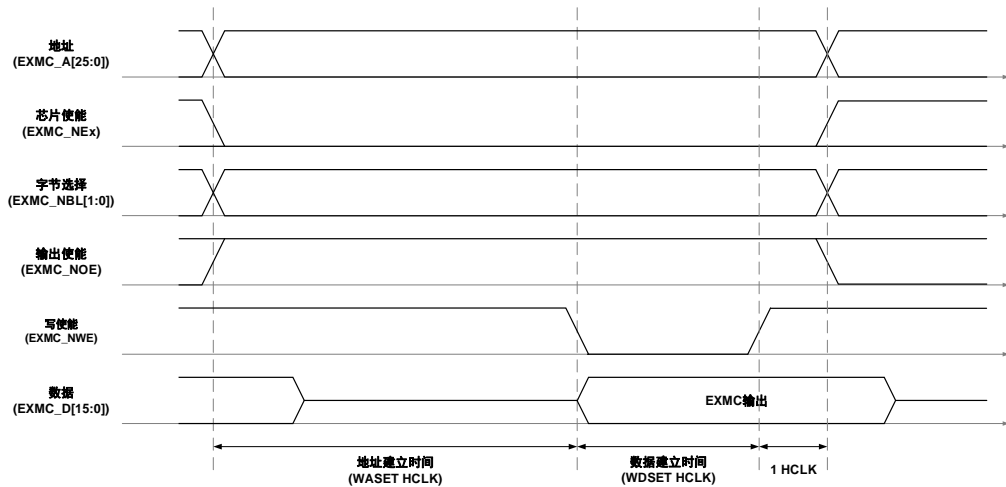 地址
(EXMC_A[25:0])
芯片使能
(EXMC_NEx)
字节选择
(EXMC_NBL[1:0])
输出使能
(EXMC_NOE)
写使能
(EXMC_NWE)
数据
(EXMC_D[15:0])
EXMC输出
地址建立时间
(WASET HCLK)
数据建立时间
(WDSET HCLK)
1 HCLK